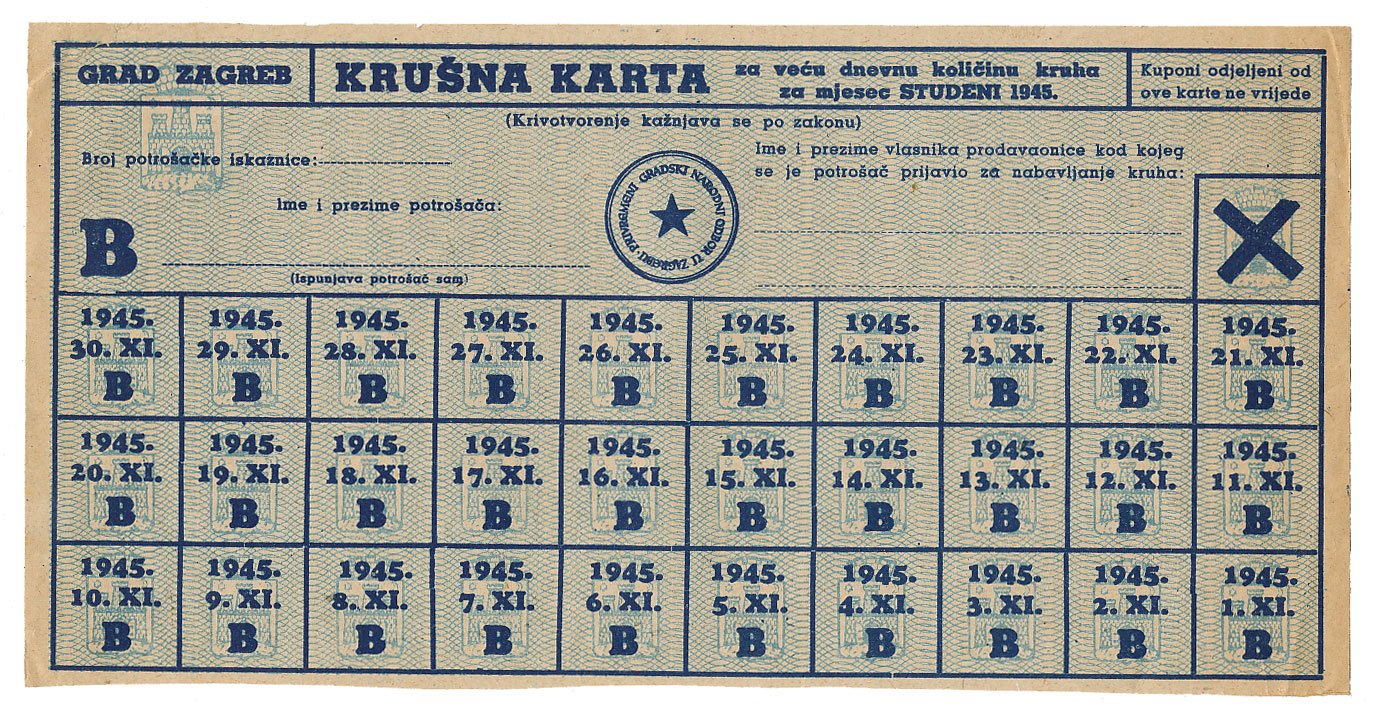 GRAD ZAGREB
KRUŠNA KARTA
za veću dnevnu količinu kruha
za mjesec STUDENI 1945.
Kuponi odjeljeni od
ove karte ne vrijede
(Krivotvorenje kažnjava se po zakonu)
Broj potrošačke iskaznice:
Ime i prezime vlasnika prodavaonice kod kojeg
se je potrošač prijavio za nabavljanje kruha:
Ime i prezime potrošača:
PRIVREMENI GRADSKI NARODNI ODBOR U ZAGREBU
B
X
(Ispunjava potrošač sam)
1945. 1945. 1945. 1945. 1945. 1945. 1945. 1945. 1945. 1945.
30. XI. 29. XI. 28. XI. 27. XI. 26. XI. 25. XI. 24. XI. 23. XI. 22. XI. 21. XI.
B B B B B B B B B B
1945. 1945. 1945. 1945. 1945. 1945. 1945. 1945. 1945. 1945.
20. XI. 19. XI. 18. XI. 17. XI. 16. XI. 15. XI. 14. XI. 13. XI. 12. XI. 11. XI.
B B B B B B B B B B
1945. 1945. 1945. 1945. 1945. 1945. 1945. 1945. 1945. 1945.
10. XI. 9. XI. 8. XI. 7. XI. 6. XI. 5. XI. 4. XI. 3. XI. 2. XI. 1. XI.
B B B B B B B B B B